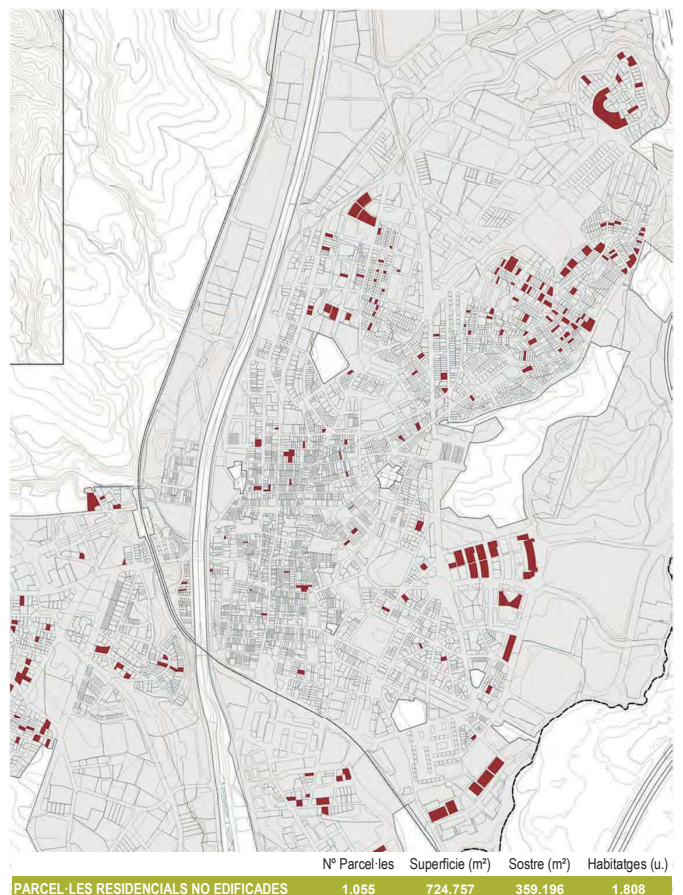 Nº Parcel·les Superfície (m²) Sostre (m²) Habitatges (u.)
PARCEL·LES RESIDENCIALS NO EDIFICADES 1.055 724.757 359.196 1.808